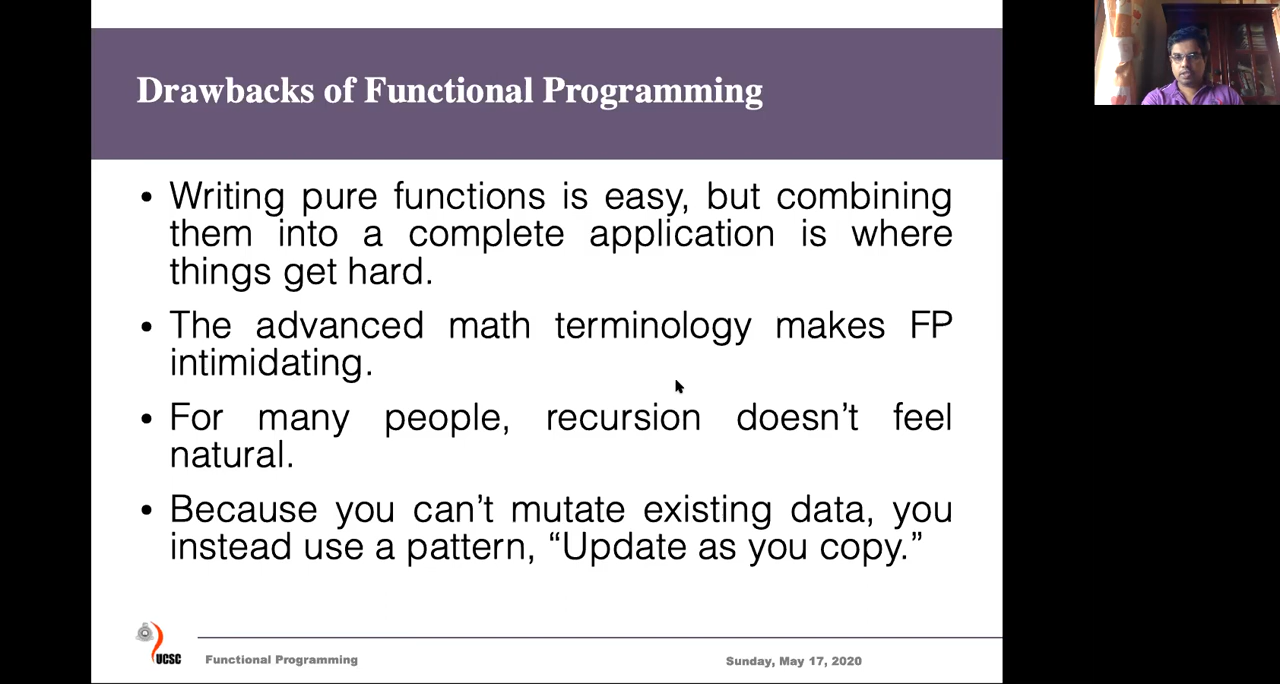 Drawbacks of Functional Programming
• Writing pure functions is easy, but combining
them into a complete application is where
things get hard.
• The advanced math terminology makes FP
intimidating.
• For many people, recursion doesn’t feel
natural.
• Because you can’t mutate existing data, you
instead use a pattern, “Update as you copy.”
UCSC
Functional Programming
Sunday, May 17, 2020